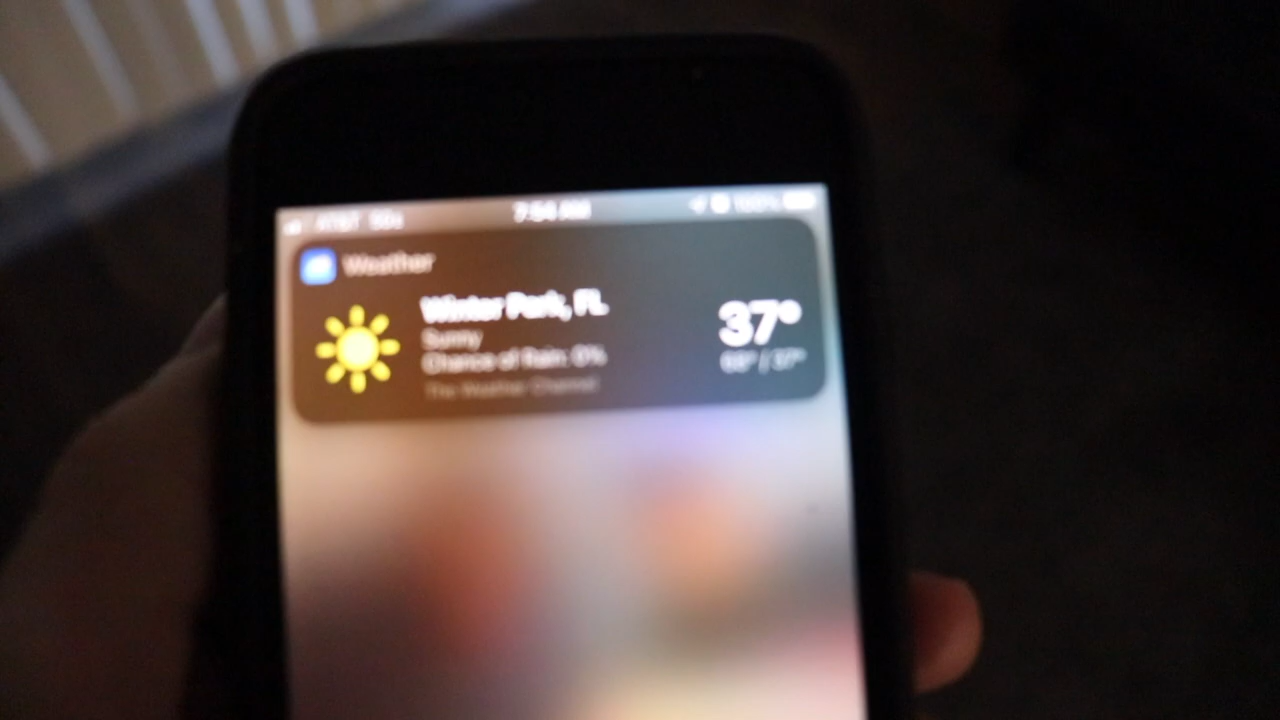 AT&T
7:54 AM
100%
Weather
Winter Park, FL
37°
Sunny
Chance of Rain: 0%
The Weather Channel